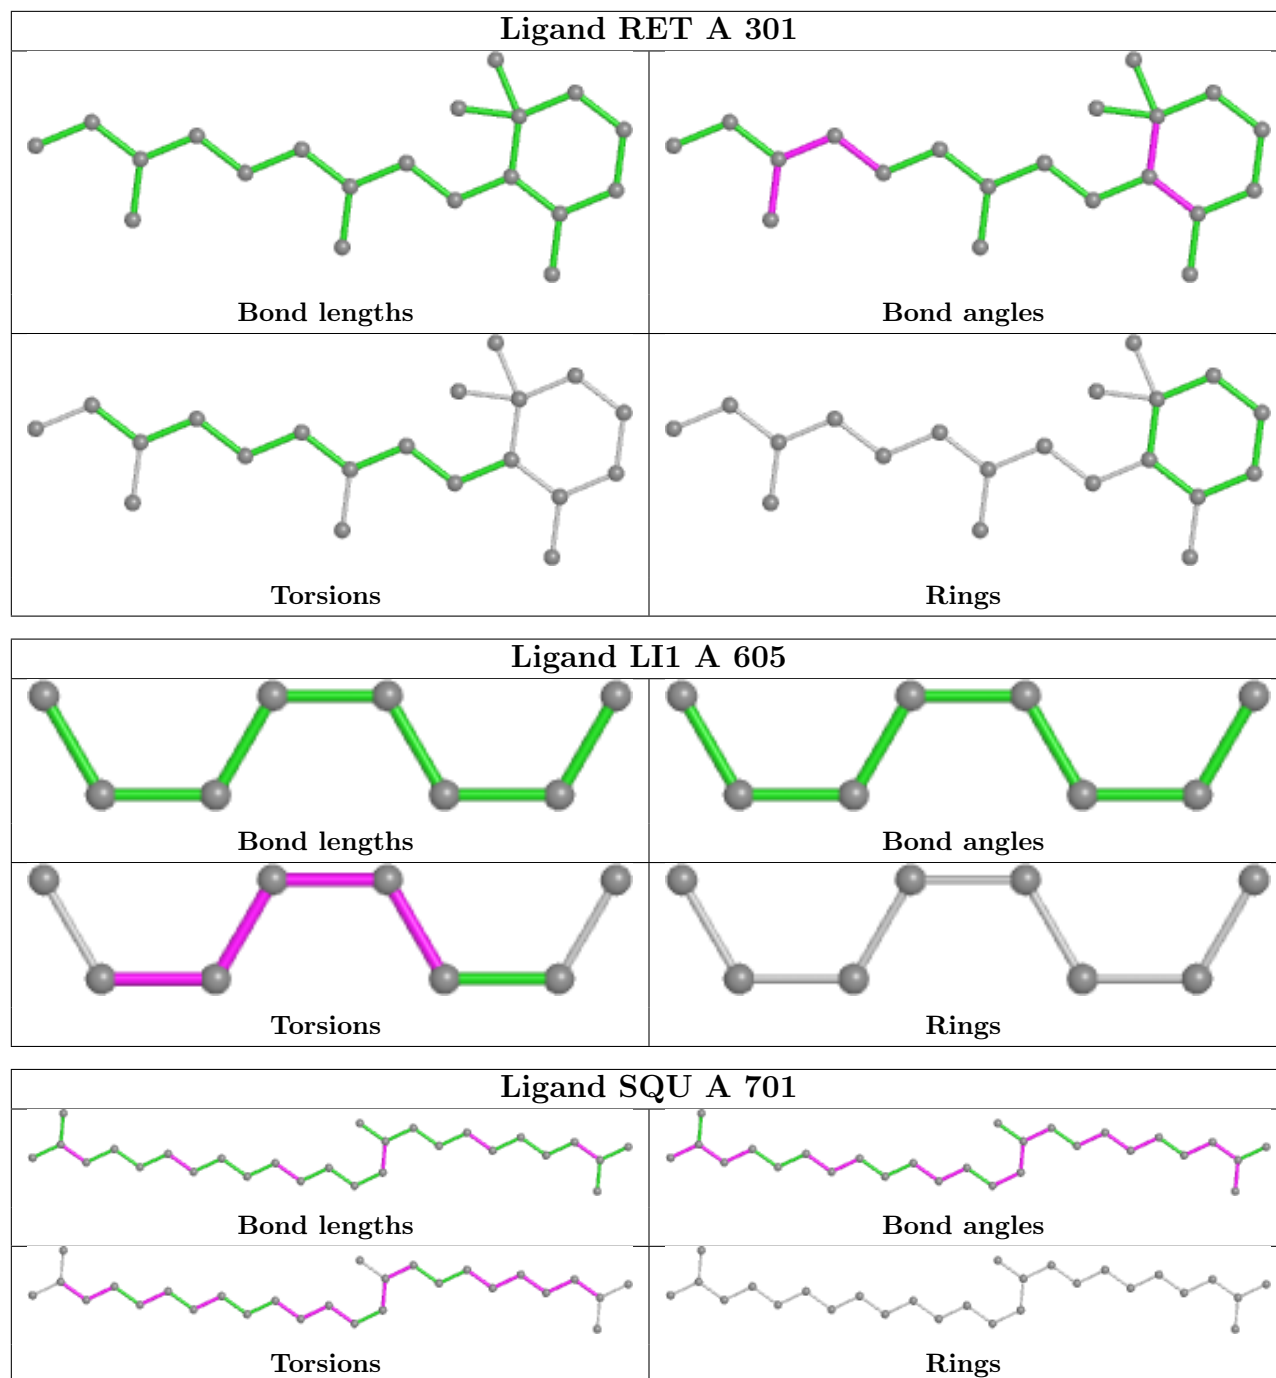 Ligand RET A 301
Bond lengths
Bond angles
Torsions
Rings
Ligand LI1 A 605
Bond lengths
Bond angles
Torsions
Rings
Ligand SQU A 701
Bond lengths
Bond angles
Torsions
Rings